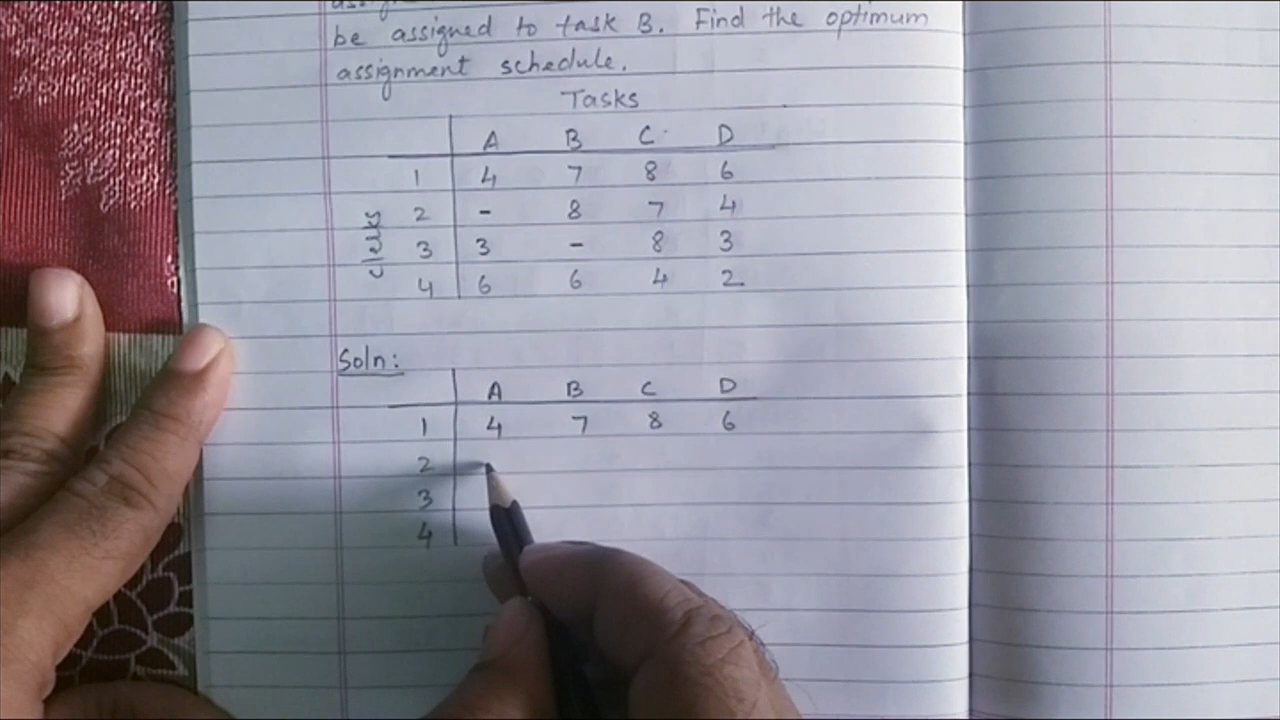 be assigned to task B. Find the optimum
assignment schedule.
Tasks
A B C D
1 4 7 8 6
2 - 8 7 4
3 3 - 8 3
4 6 6 4 2
Soln:
A B C D
1 4 7 8 6
2
3
4